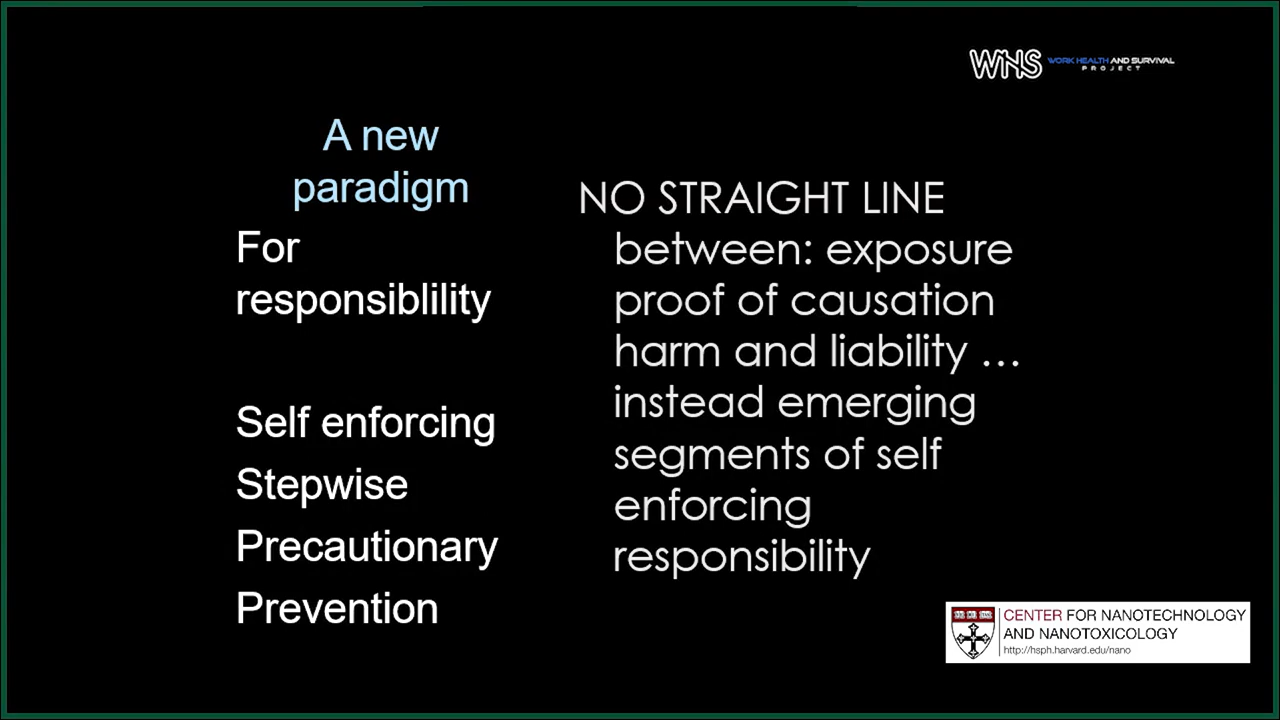 WHS WORK HEALTH AND SURVIVAL
PROJECT
A new
paradigm
For
responsiblility
Self enforcing
Stepwise
Precautionary
Prevention
NO STRAIGHT LINE
between: exposure
proof of causation
harm and liability …
instead emerging
segments of self
enforcing
responsibility
CENTER FOR NANOTECHNOLOGY
AND NANOTOXICOLOGY
http://hsph.harvard.edu/nano